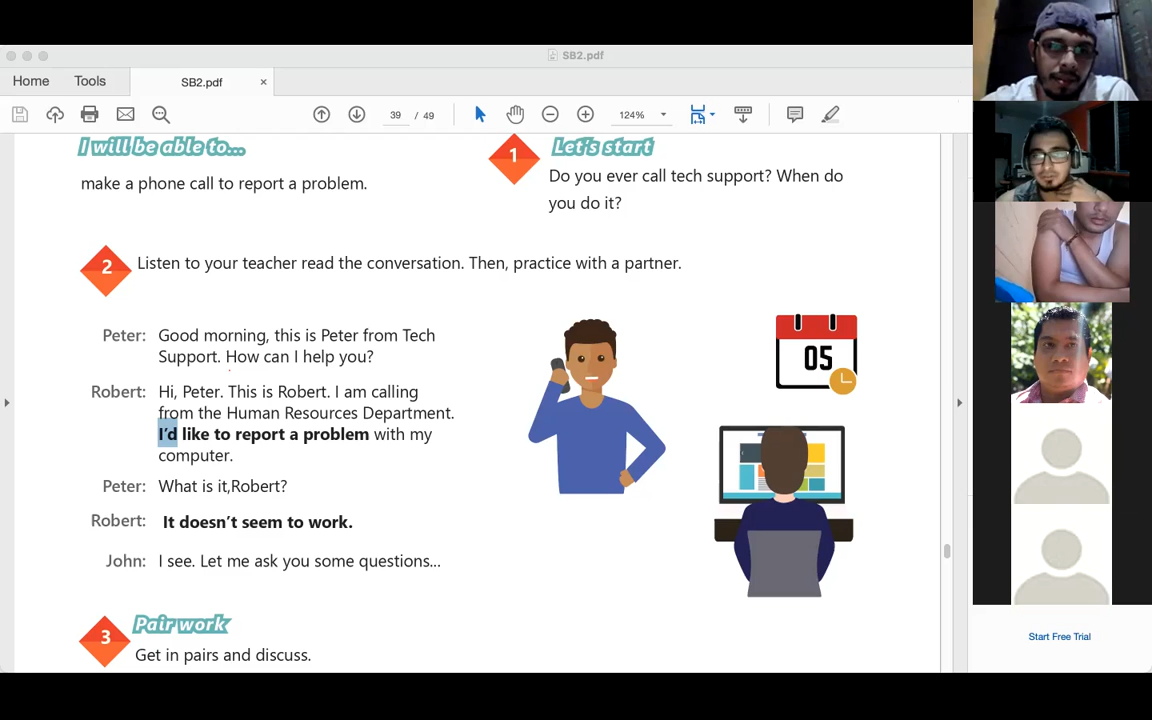 SB2.pdf
Home
Tools
SB2.pdf
×
39 / 49
124%
I will be able to...
make a phone call to report a problem.
1
Let's start
Do you ever call tech support? When do
you do it?
2
Listen to your teacher read the conversation. Then, practice with a partner.
Peter: Good morning, this is Peter from Tech
Support. How can I help you?
Robert: Hi, Peter. This is Robert. I am calling
from the Human Resources Department.
I'd like to report a problem with my
computer.
Peter: What is it,Robert?
Robert: It doesn't seem to work.
John: I see. Let me ask you some questions...
05
3
Pair work
Get in pairs and discuss.
Start Free Trial